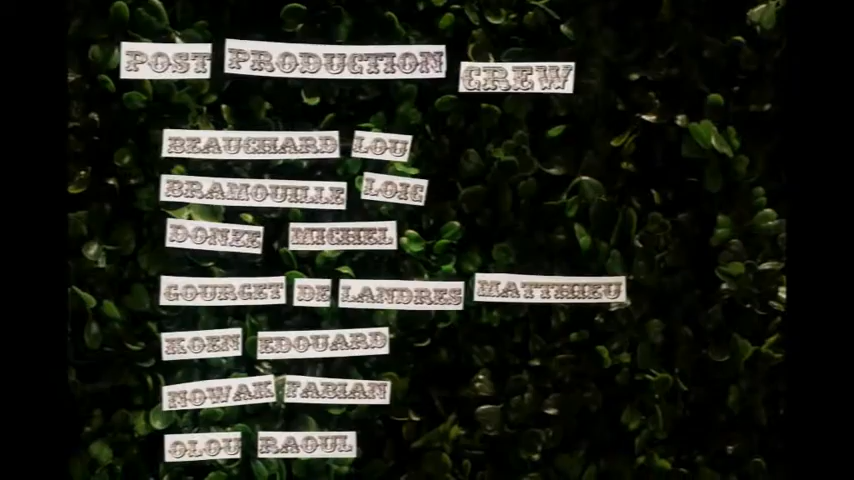 POST PRODUCTION CREW
BEAUCHARD LOU
BRAMOUILLE LOIC
DONZE MICHEL
GOURGET DE LANDRES MATTHIEU
KOEN EDOUARD
NOWAK FABIAN
OLOU RAOUL